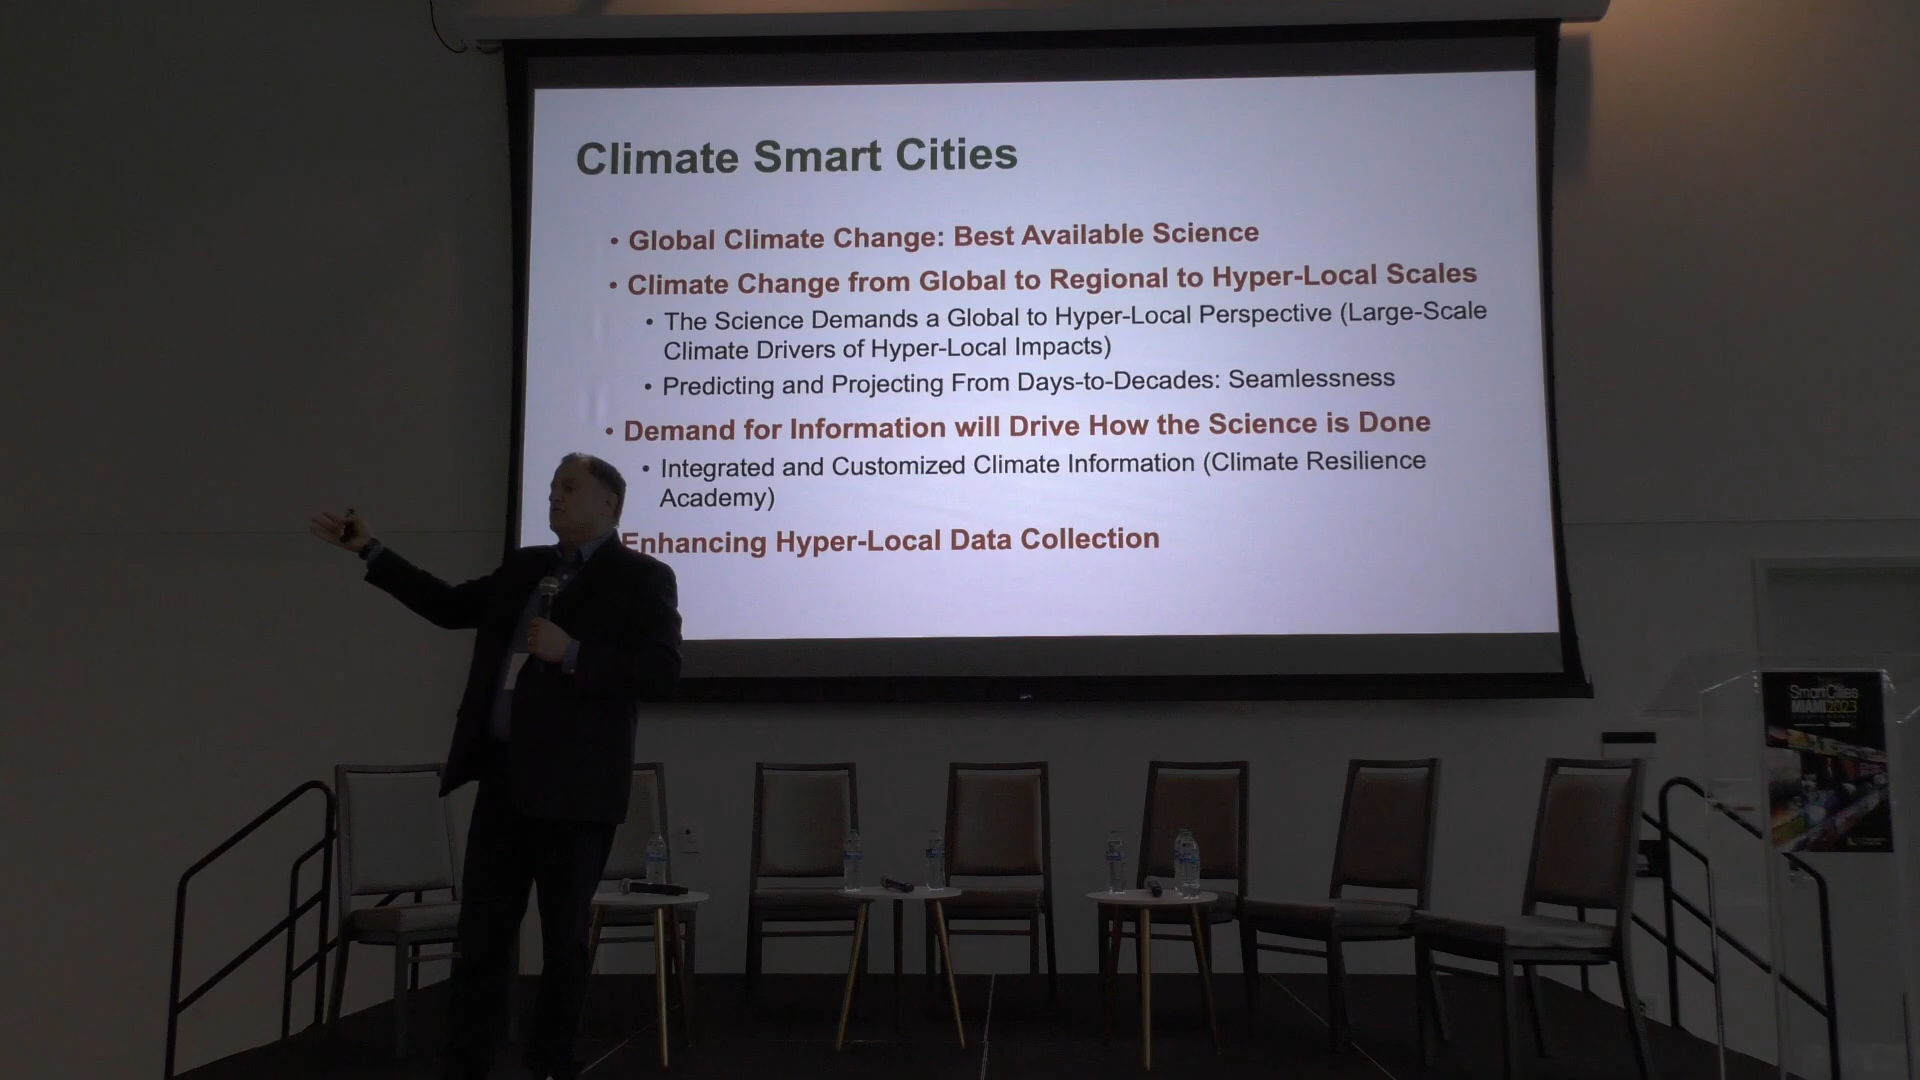 Climate Smart Cities
• Global Climate Change: Best Available Science
• Climate Change from Global to Regional to Hyper-Local Scales
• The Science Demands a Global to Hyper-Local Perspective (Large-Scale
Climate Drivers of Hyper-Local Impacts)
• Predicting and Projecting From Days-to-Decades: Seamlessness
• Demand for Information will Drive How the Science is Done
• Integrated and Customized Climate Information (Climate Resilience
Academy)
Enhancing Hyper-Local Data Collection
SmartCities
MIAMI2023